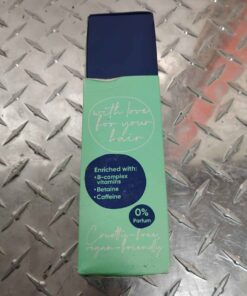 with love
for your
hair
Enriched with:
• B-complex
vitamins
• Betaine
• Caffeine
0%
Parfum
Cruelty-free,
vegan-friendly